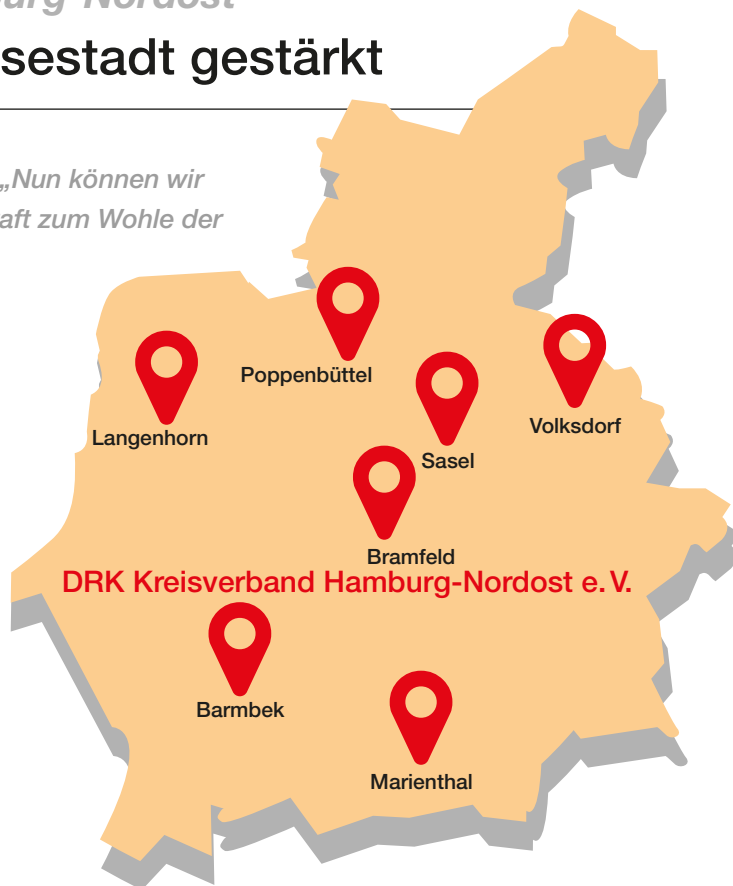 sestadt gestärkt
„Nun können wir
zum Wohle der
Poppenbüttel
Langenhorn
Volksdorf
Sasel
Bramfeld
DRK Kreisverband Hamburg-Nordost e. V.
Barmbek
Marienthal